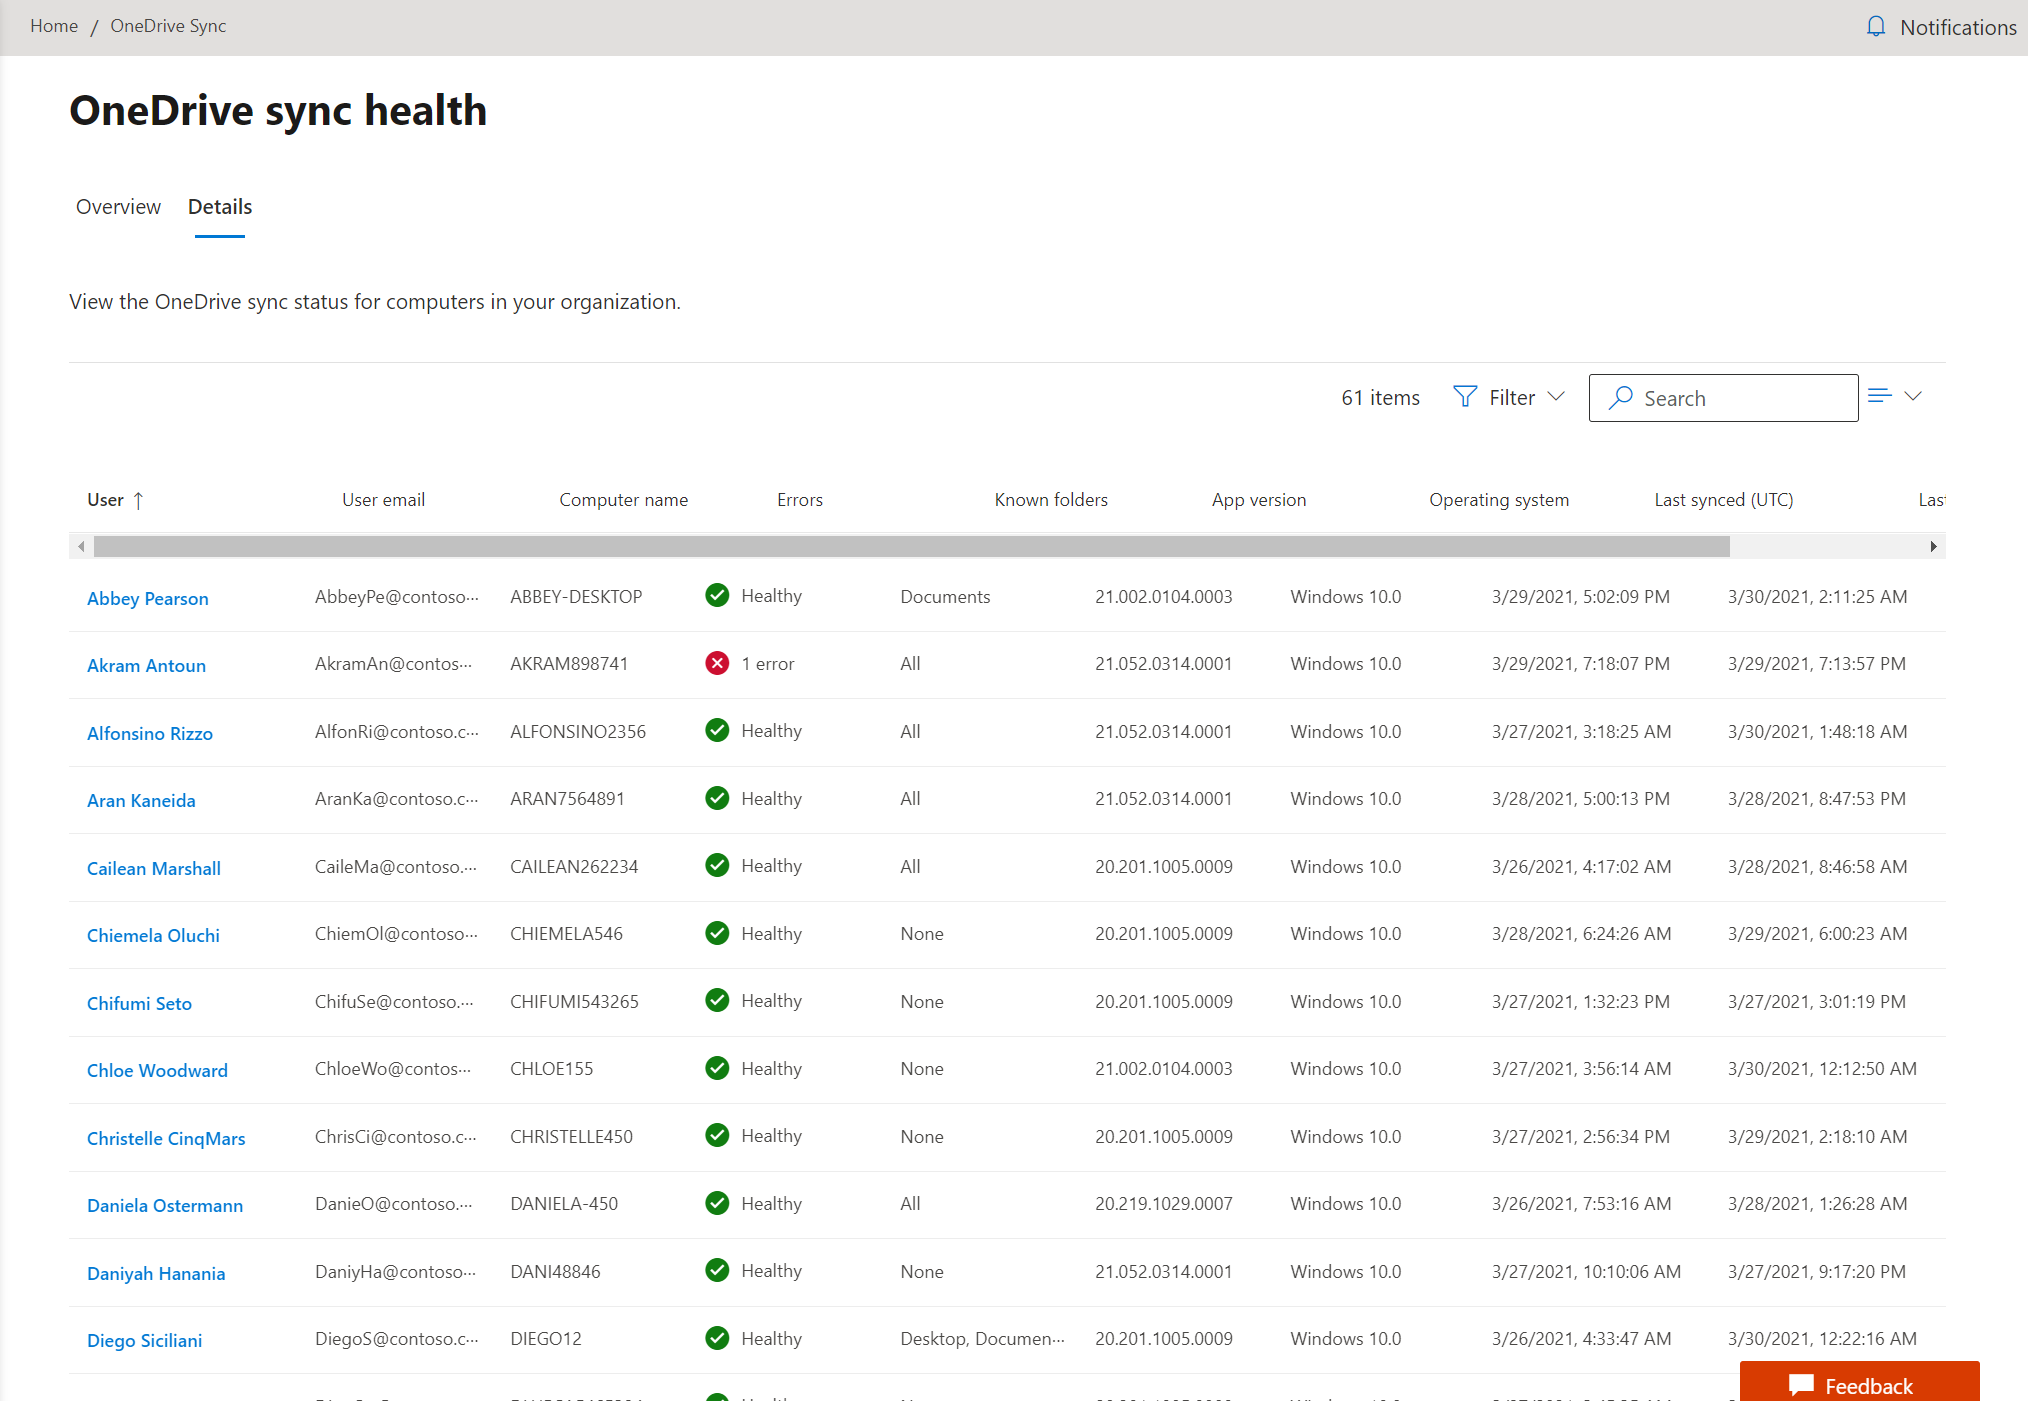 Home / OneDrive Sync Notifications
OneDrive sync health
Overview Details
View the OneDrive sync status for computers in your organization.
61 items Filter Search
User ↑ User email Computer name Errors Known folders App version Operating system Last synced (UTC) Las
Abbey Pearson AbbeyPe@contoso... ABBEY-DESKTOP Healthy Documents 21.002.0104.0003 Windows 10.0 3/29/2021, 5:02:09 PM 3/30/2021, 2:11:25 AM
Akram Antoun AkramAn@contos... AKRAM898741 1 error All 21.052.0314.0001 Windows 10.0 3/29/2021, 7:18:07 PM 3/29/2021, 7:13:57 PM
Alfonsino Rizzo AlfonRi@contoso.c... ALFONSINO2356 Healthy All 21.052.0314.0001 Windows 10.0 3/27/2021, 3:18:25 AM 3/30/2021, 1:48:18 AM
Aran Kaneida AranKa@contoso.c... ARAN7564891 Healthy All 21.052.0314.0001 Windows 10.0 3/28/2021, 5:00:13 PM 3/28/2021, 8:47:53 PM
Cailean Marshall CaileMa@contoso.... CAILEAN262234 Healthy All 20.201.1005.0009 Windows 10.0 3/26/2021, 4:17:02 AM 3/28/2021, 8:46:58 AM
Chiemela Oluchi ChiemOl@contoso... CHIEMELA546 Healthy None 20.201.1005.0009 Windows 10.0 3/28/2021, 6:24:26 AM 3/29/2021, 6:00:23 AM
Chifumi Seto ChifuSe@contoso.... CHIFUMI543265 Healthy None 20.201.1005.0009 Windows 10.0 3/27/2021, 1:32:23 PM 3/27/2021, 3:01:19 PM
Chloe Woodward ChloeWo@contos... CHLOE155 Healthy None 21.002.0104.0003 Windows 10.0 3/27/2021, 3:56:14 AM 3/30/2021, 12:12:50 AM
Christelle CinqMars ChrisCi@contoso.c... CHRISTELLE450 Healthy None 20.201.1005.0009 Windows 10.0 3/27/2021, 2:56:34 PM 3/29/2021, 2:18:10 AM
Daniela Ostermann DanieO@contoso.... DANIELA-450 Healthy All 20.219.1029.0007 Windows 10.0 3/26/2021, 7:53:16 AM 3/28/2021, 1:26:28 AM
Daniyah Hanania DaniyHa@contoso... DANI48846 Healthy None 21.052.0314.0001 Windows 10.0 3/27/2021, 10:10:06 AM 3/27/2021, 9:17:20 PM
Diego Siciliani DiegoS@contoso.c... DIEGO12 Healthy Desktop, Documen... 20.201.1005.0009 Windows 10.0 3/26/2021, 4:33:47 AM 3/30/2021, 12:22:16 AM
Feedback